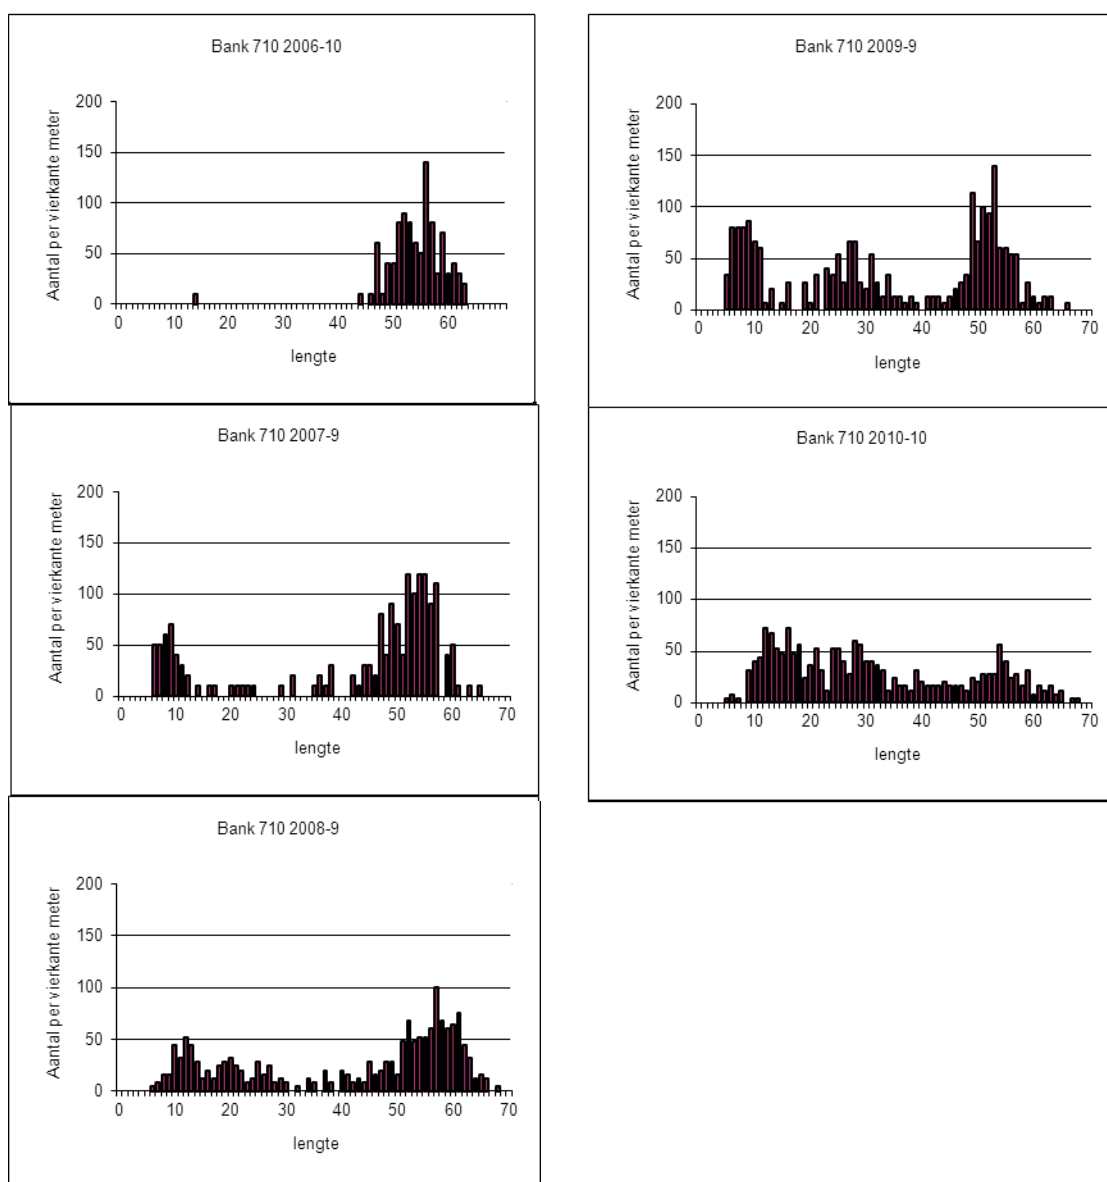 Bank 710 2006-10
Aantal per vierkante meter
200
150
100
50
0
0 10 20 30 40 50 60
lengte
Bank 710 2009-9
Aantal per vierkante meter
200
150
100
50
0
0 10 20 30 40 50 60 70
lengte
Bank 710 2007-9
Aantal per vierkante meter
200
150
100
50
0
0 10 20 30 40 50 60 70
lengte
Bank 710 2010-10
Aantal per vierkante meter
200
150
100
50
0
0 10 20 30 40 50 60 70
lengte
Bank 710 2008-9
Aantal per vierkante meter
200
150
100
50
0
0 10 20 30 40 50 60 70
lengte